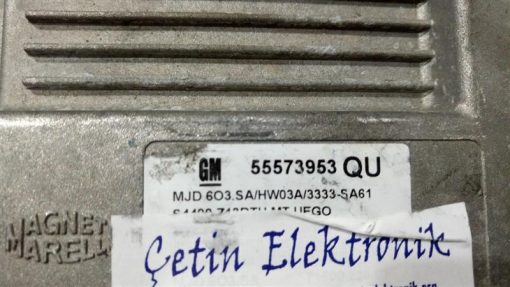 GM 55573953 QU
MJD 6O3.SA/HW03A/3333-SA61
MAGNETI
MARELLI
Çetin Elektronik